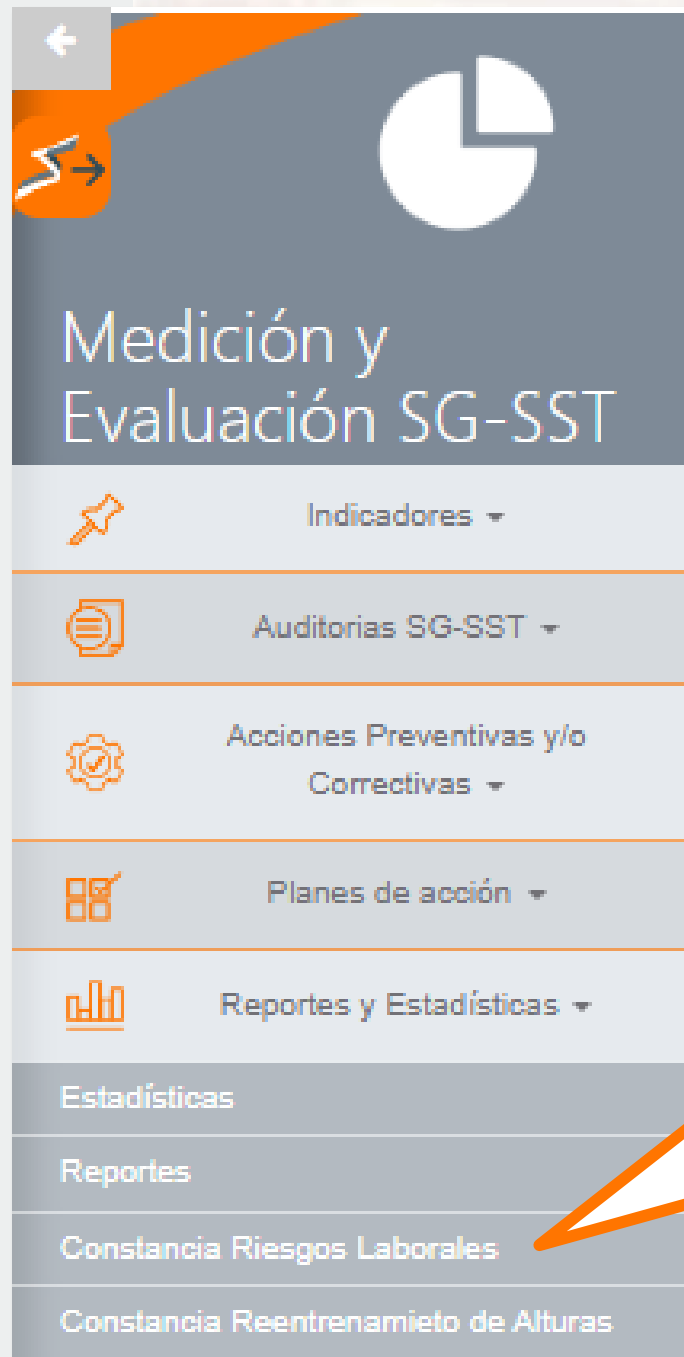 Medición y
Evaluación SG-SST
Indicadores
Auditorias SG-SST
Acciones Preventivas y/o
Correctivas
Planes de acción
Reportes y Estadísticas
Estadísticas
Reportes
Constancia Riesgos Laborales
Constancia Reentrenamieto de Alturas